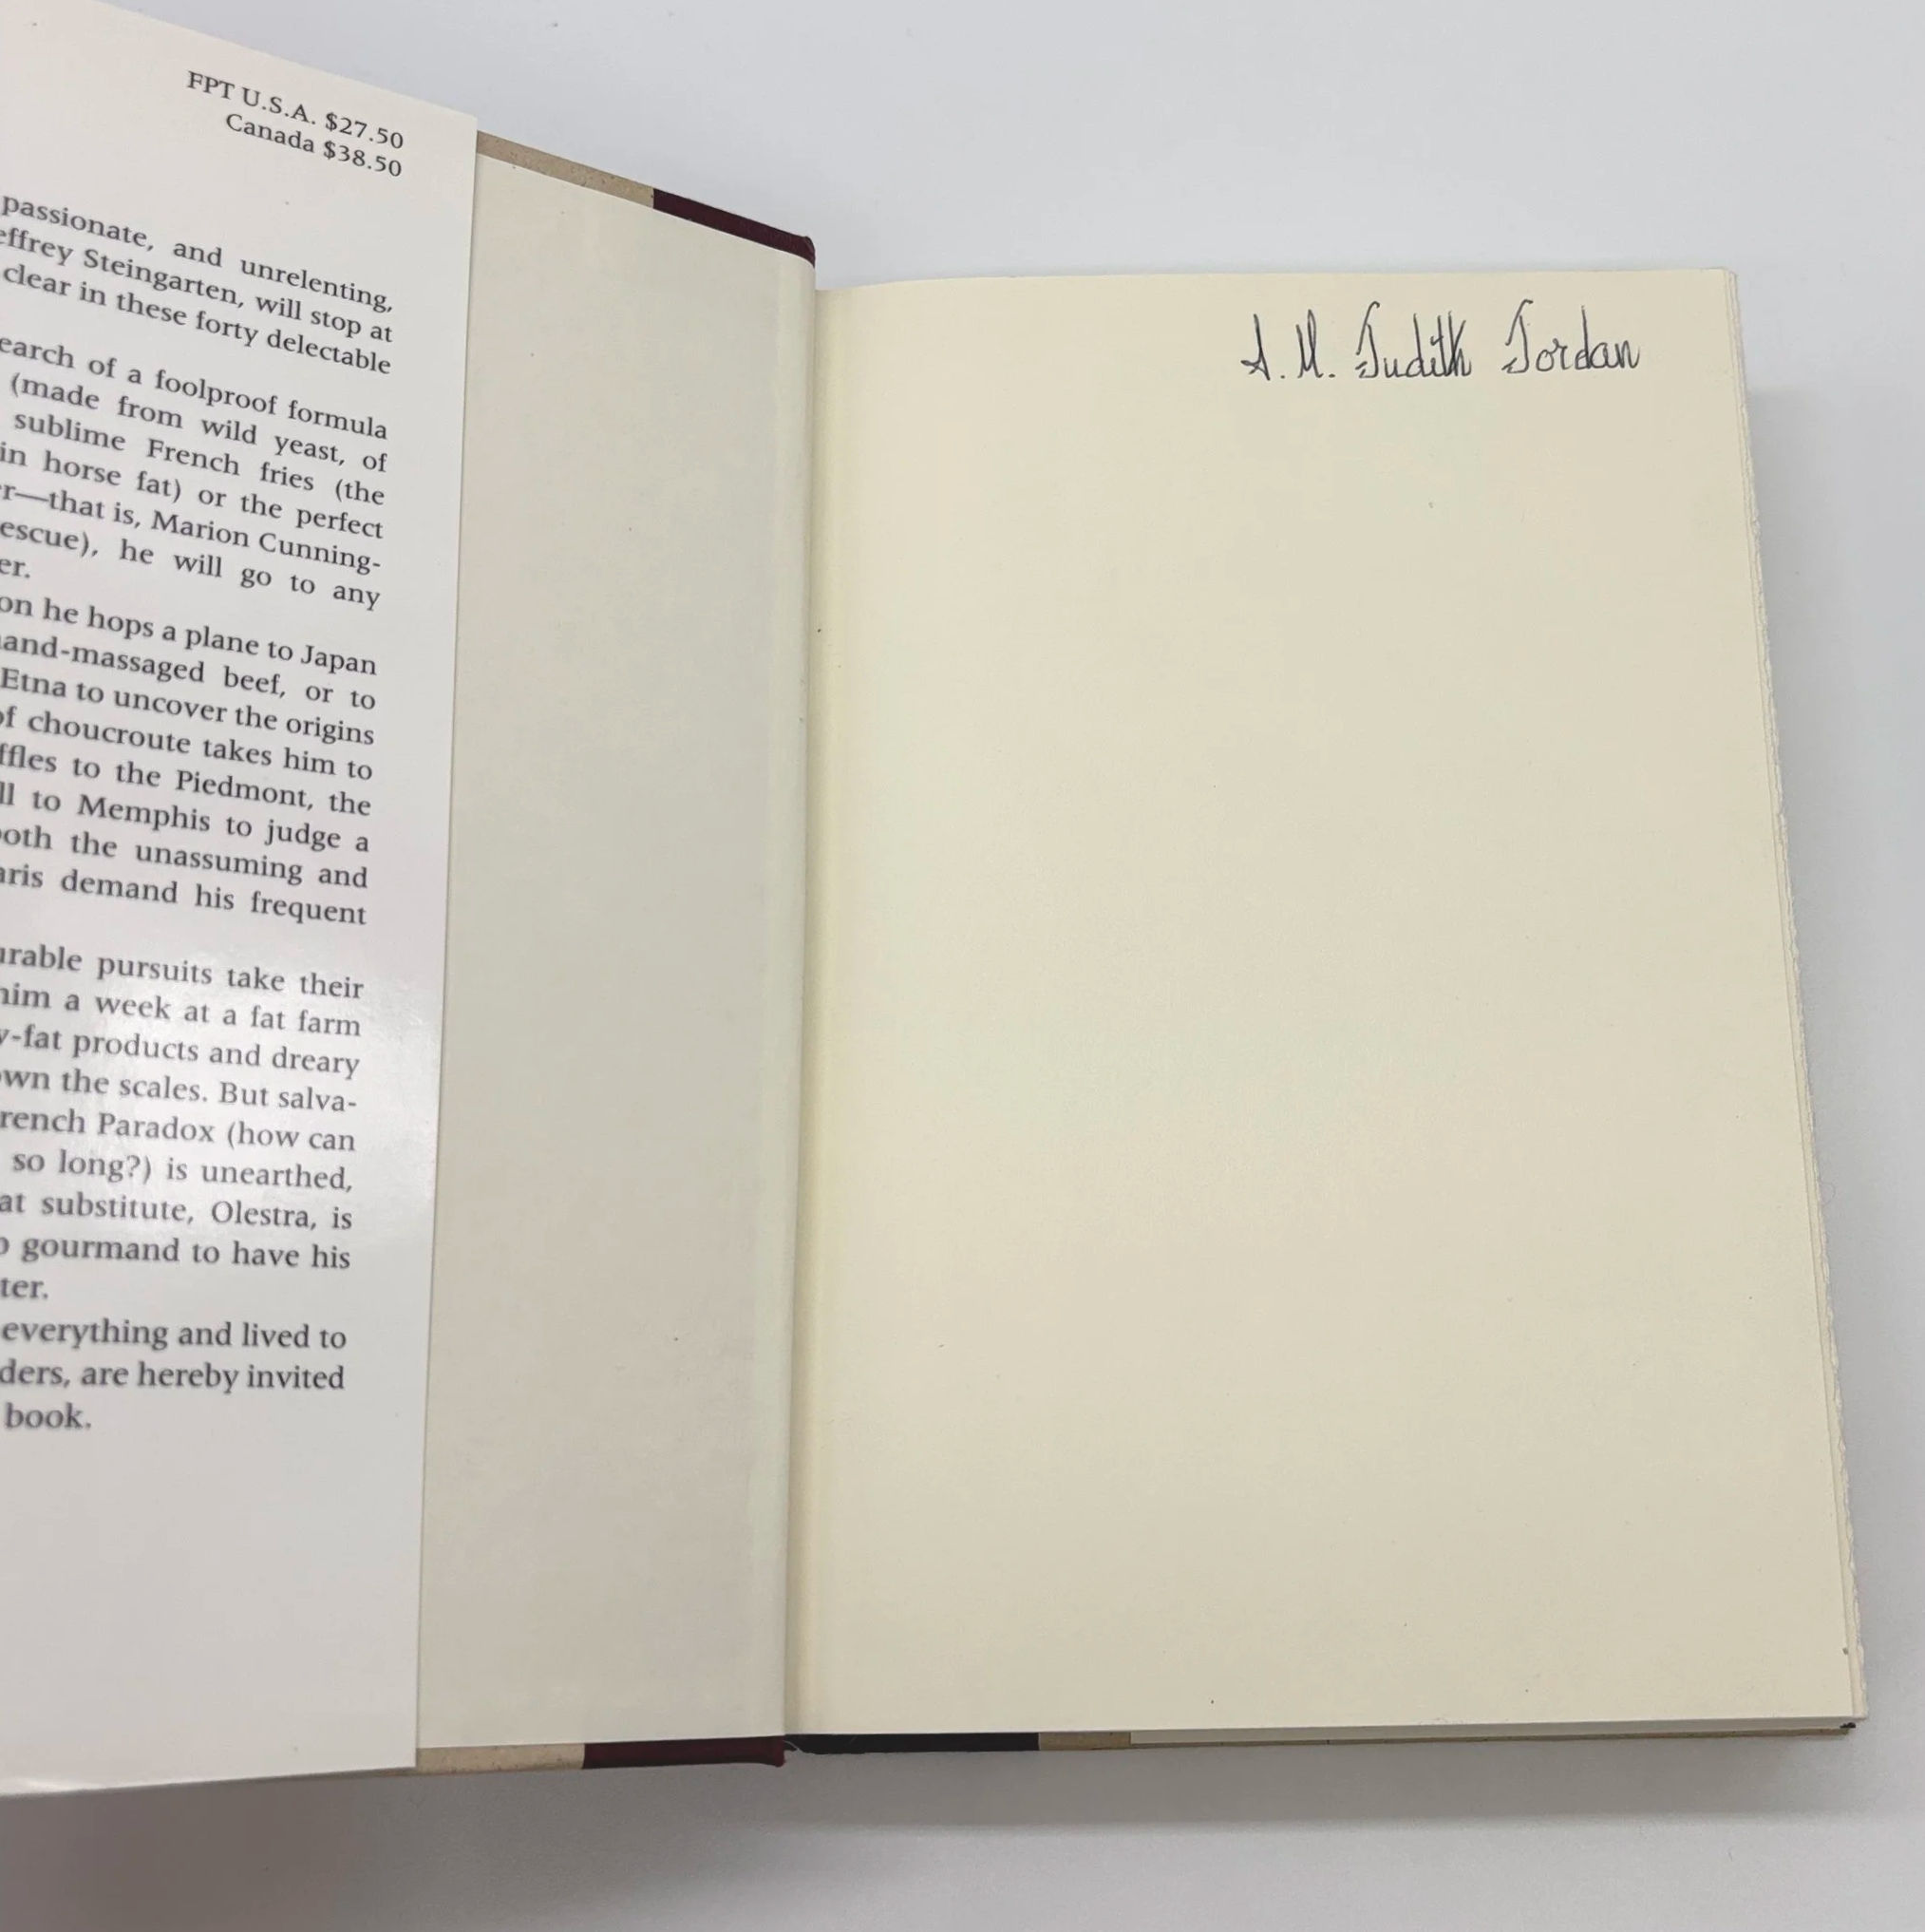 FPT U.S.A. $27.50
Canada $38.50
passionate, and unrelenting,
effrey Steingarten, will stop at
clear in these forty delectable
earch of a foolproof formula
(made from wild yeast, of
sublime French fries (the
in horse fat) or the perfect
r—that is, Marion Cunning-
escue), he will go to any
er.
on he hops a plane to Japan
and-massaged beef, or to
Etna to uncover the origins
of choucroute takes him to
ffles to the Piedmont, the
ll to Memphis to judge a
both the unassuming and
aris demand his frequent
urable pursuits take their
him a week at a fat farm
w-fat products and dreary
own the scales. But salva-
French Paradox (how can
so long?) is unearthed,
at substitute, Olestra, is
o gourmand to have his
ter.
everything and lived to
ders, are hereby invited
book.
Judith Jordan